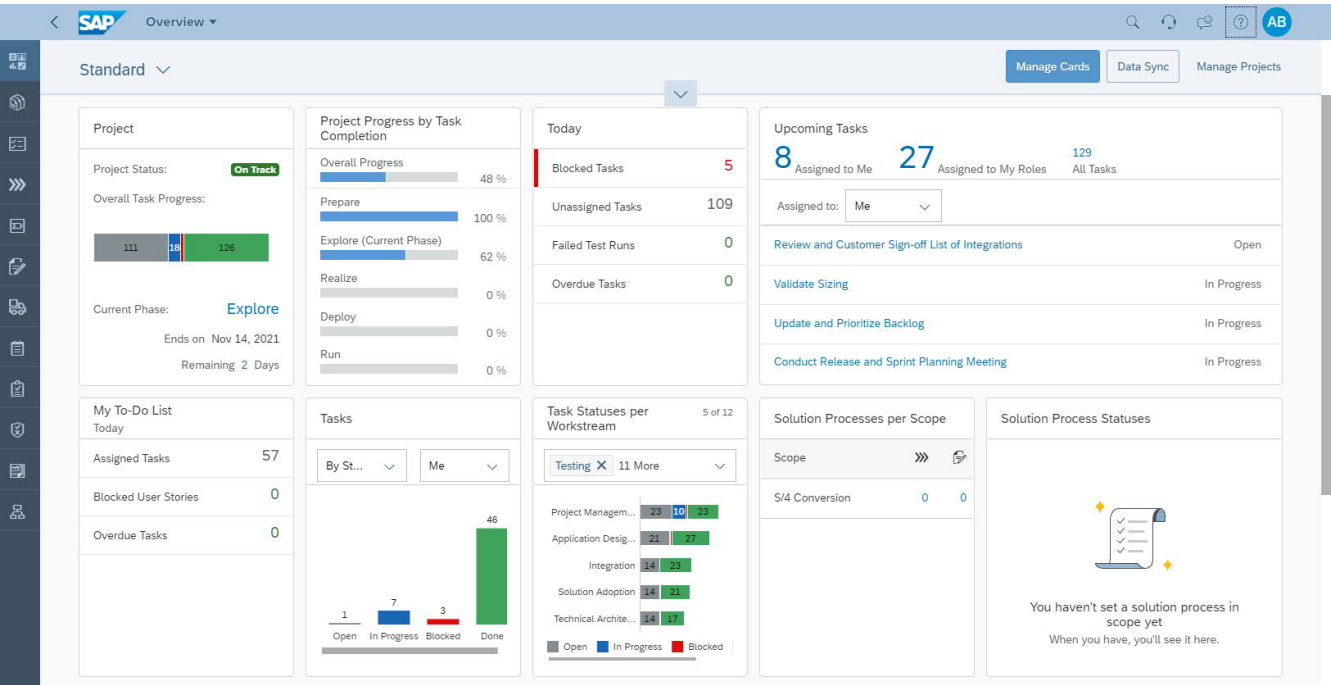 SAP Overview
AB
Standard
Manage Cards
Data Sync
Manage Projects
Project
Project Status: On Track
Overall Task Progress:
111 18 126
Current Phase: Explore
Ends on Nov 14, 2021
Remaining 2 Days
Project Progress by Task
Completion
Overall Progress
48 %
Prepare
100 %
Explore (Current Phase)
62 %
Realize
0 %
Deploy
0 %
Run
0 %
Today
Blocked Tasks 5
Unassigned Tasks 109
Failed Test Runs 0
Overdue Tasks 0
Upcoming Tasks
8 Assigned to Me
27 Assigned to My Roles
129
All Tasks
Assigned to: Me
Review and Customer Sign-off List of Integrations Open
Validate Sizing In Progress
Update and Prioritize Backlog In Progress
Conduct Release and Sprint Planning Meeting In Progress
My To-Do List
Today
Assigned Tasks 57
Blocked User Stories 0
Overdue Tasks 0
Tasks
By St... Me
46
7
3
1
Open In Progress Blocked Done
Task Statuses per
Workstream
5 of 12
Testing 11 More
Project Managem... 23 10 23
Application Desig... 21 27
Integration 14 23
Solution Adoption 14 21
Technical Archite... 14 17
Open In Progress Blocked
Solution Processes per Scope
Scope
S/4 Conversion 0 0
Solution Process Statuses
You haven't set a solution process in
scope yet
When you have, you'll see it here.